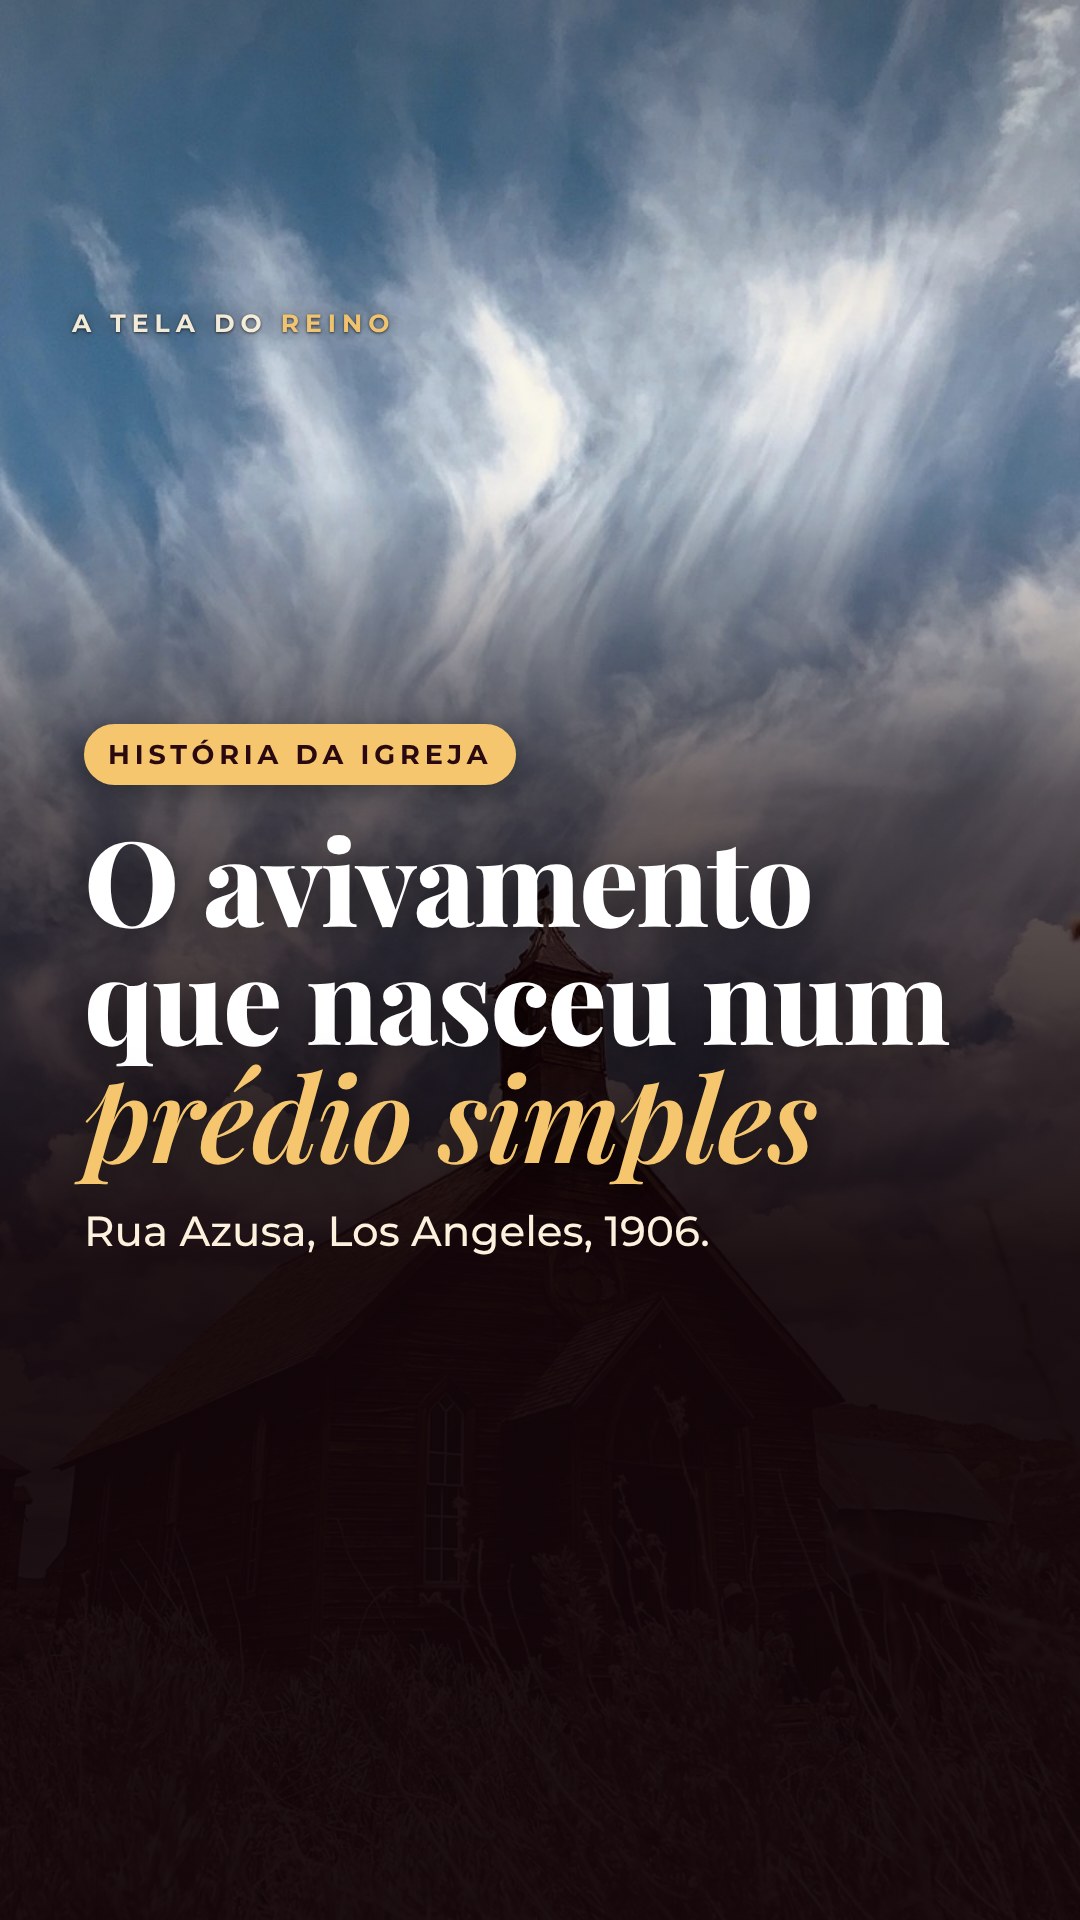 A TELA DO REINO
HISTÓRIA DA IGREJA
O avivamento
que nasceu num
prédio simples
Rua Azusa, Los Angeles, 1906.